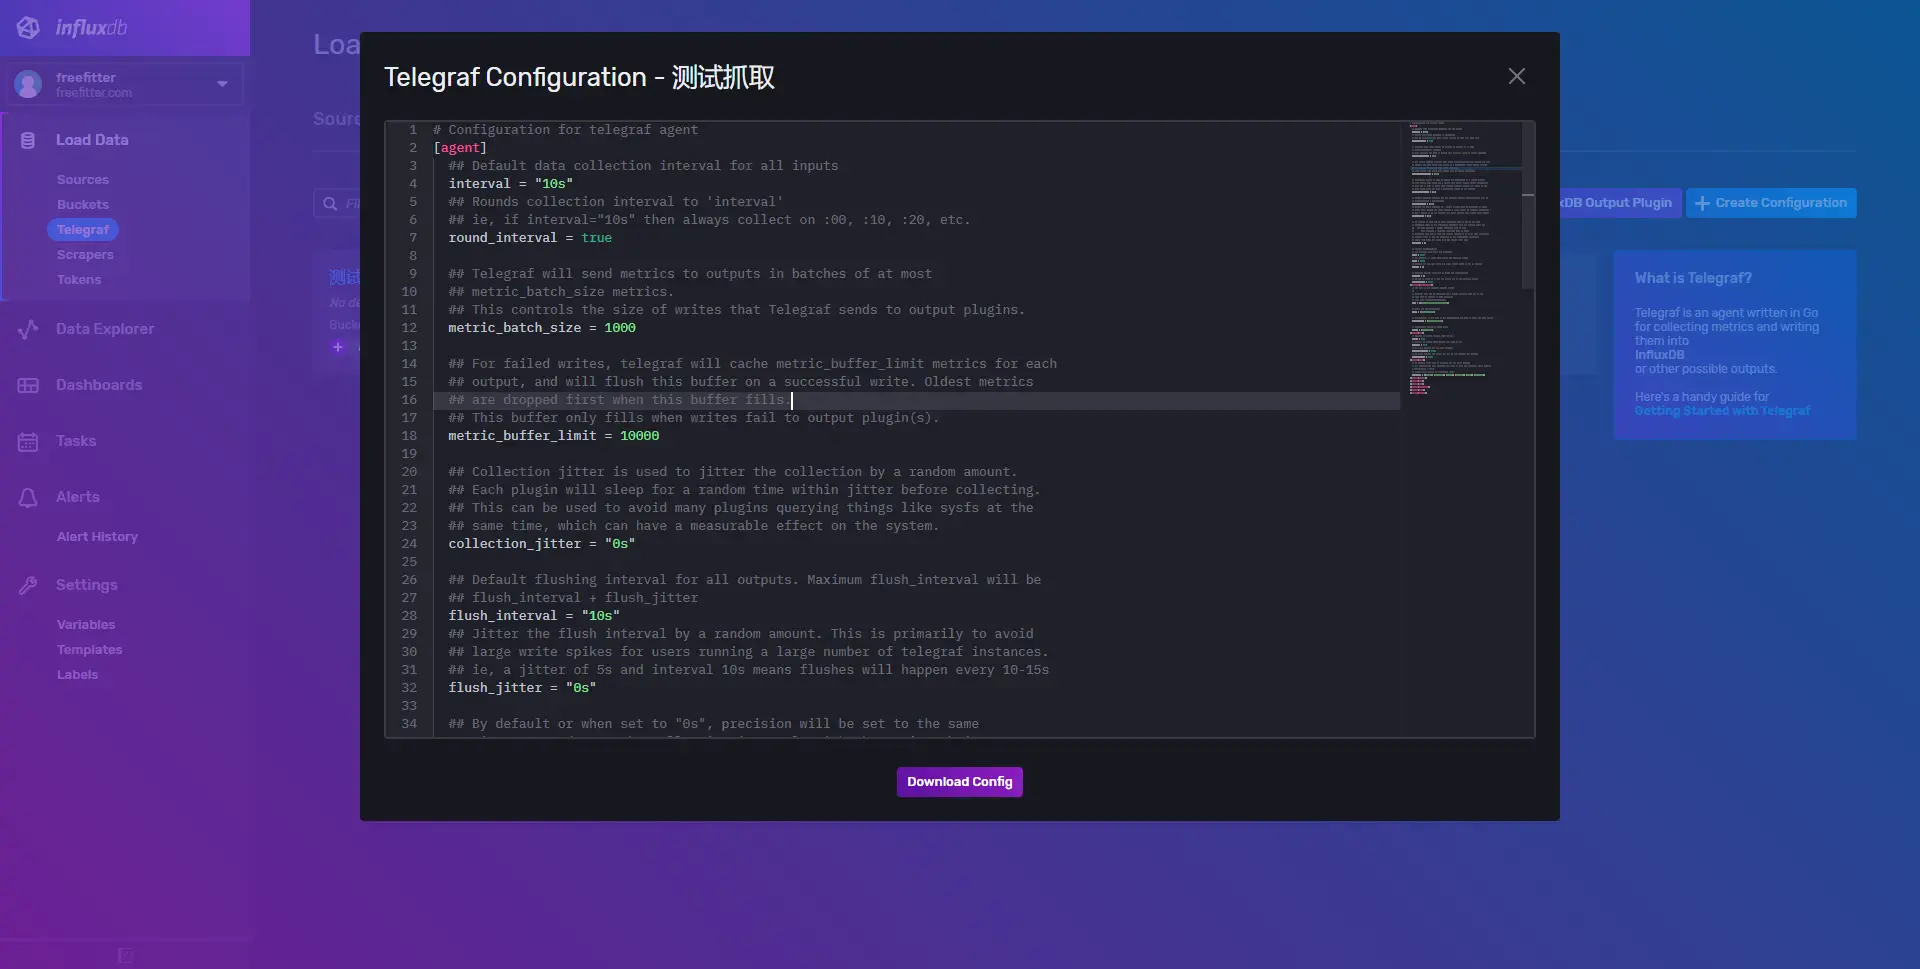 influxdb
freefitter
freefitter.com
Load Data
Sources
Buckets
Telegraf
Scrapers
Tokens
Data Explorer
Dashboards
Tasks
Alerts
Alert History
Settings
Variables
Templates
Labels
Loa
Sourc
Fil
测试
No de
Bucke
Telegraf Configuration - 测试抓取
1 # Configuration for telegraf agent
2 [agent]
3 ## Default data collection interval for all inputs
4 interval = "10s"
5 ## Rounds collection interval to 'interval'
6 ## ie, if interval="10s" then always collect on :00, :10, :20, etc.
7 round_interval = true
8
9 ## Telegraf will send metrics to outputs in batches of at most
10 ## metric_batch_size metrics.
11 ## This controls the size of writes that Telegraf sends to output plugins.
12 metric_batch_size = 1000
13
14 ## For failed writes, telegraf will cache metric_buffer_limit metrics for each
15 ## output, and will flush this buffer on a successful write. Oldest metrics
16 ## are dropped first when this buffer fills.
17 ## This buffer only fills when writes fail to output plugin(s).
18 metric_buffer_limit = 10000
19
20 ## Collection jitter is used to jitter the collection by a random amount.
21 ## Each plugin will sleep for a random time within jitter before collecting.
22 ## This can be used to avoid many plugins querying things like sysfs at the
23 ## same time, which can have a measurable effect on the system.
24 collection_jitter = "0s"
25
26 ## Default flushing interval for all outputs. Maximum flush_interval will be
27 ## flush_interval + flush_jitter
28 flush_interval = "10s"
29 ## Jitter the flush interval by a random amount. This is primarily to avoid
30 ## large write spikes for users running a large number of telegraf instances.
31 ## ie, a jitter of 5s and interval 10s means flushes will happen every 10-15s
32 flush_jitter = "0s"
33
34 ## By default or when set to "0s", precision will be set to the same
Download Config
xDB Output Plugin
Create Configuration
What is Telegraf?
Telegraf is an agent written in Go
for collecting metrics and writing
them into
InfluxDB
or other possible outputs.
Here's a handy guide for
Getting Started with Telegraf